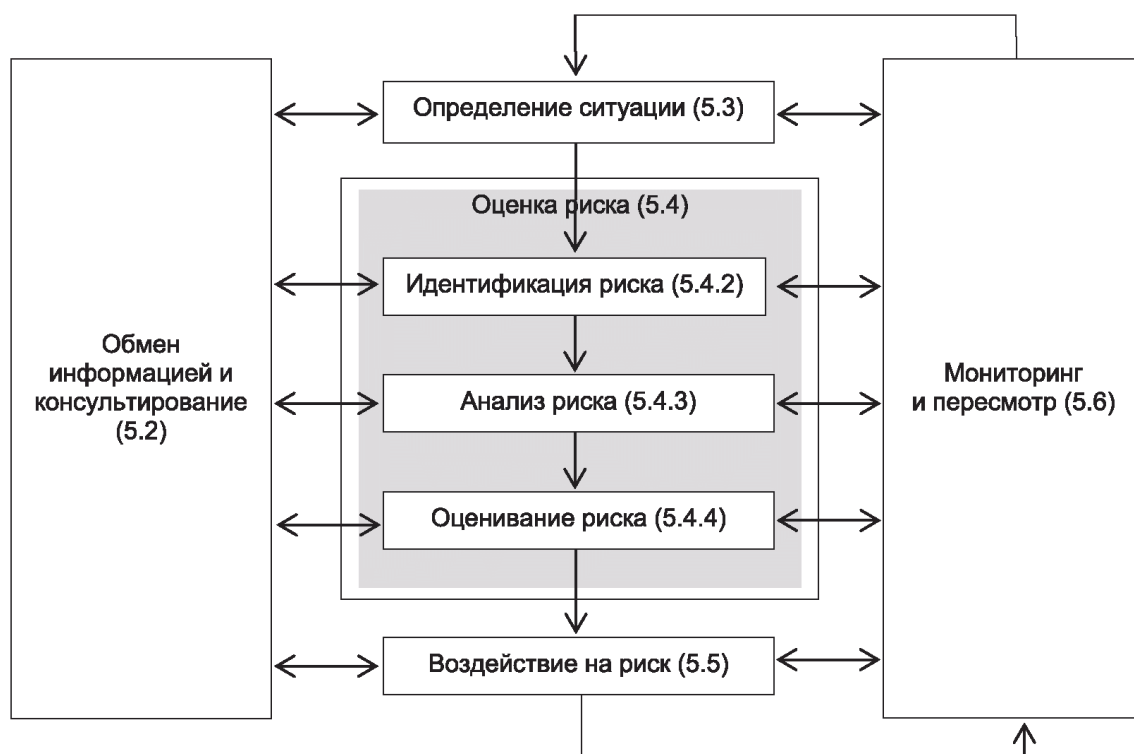 Определение ситуации (5.3)
Оценка риска (5.4)
Идентификация риска (5.4.2)
Обмен
информацией и
консультирование
(5.2)
Анализ риска (5.4.3)
Мониторинг
и пересмотр (5.6)
Оценивание риска (5.4.4)
Воздействие на риск (5.5)